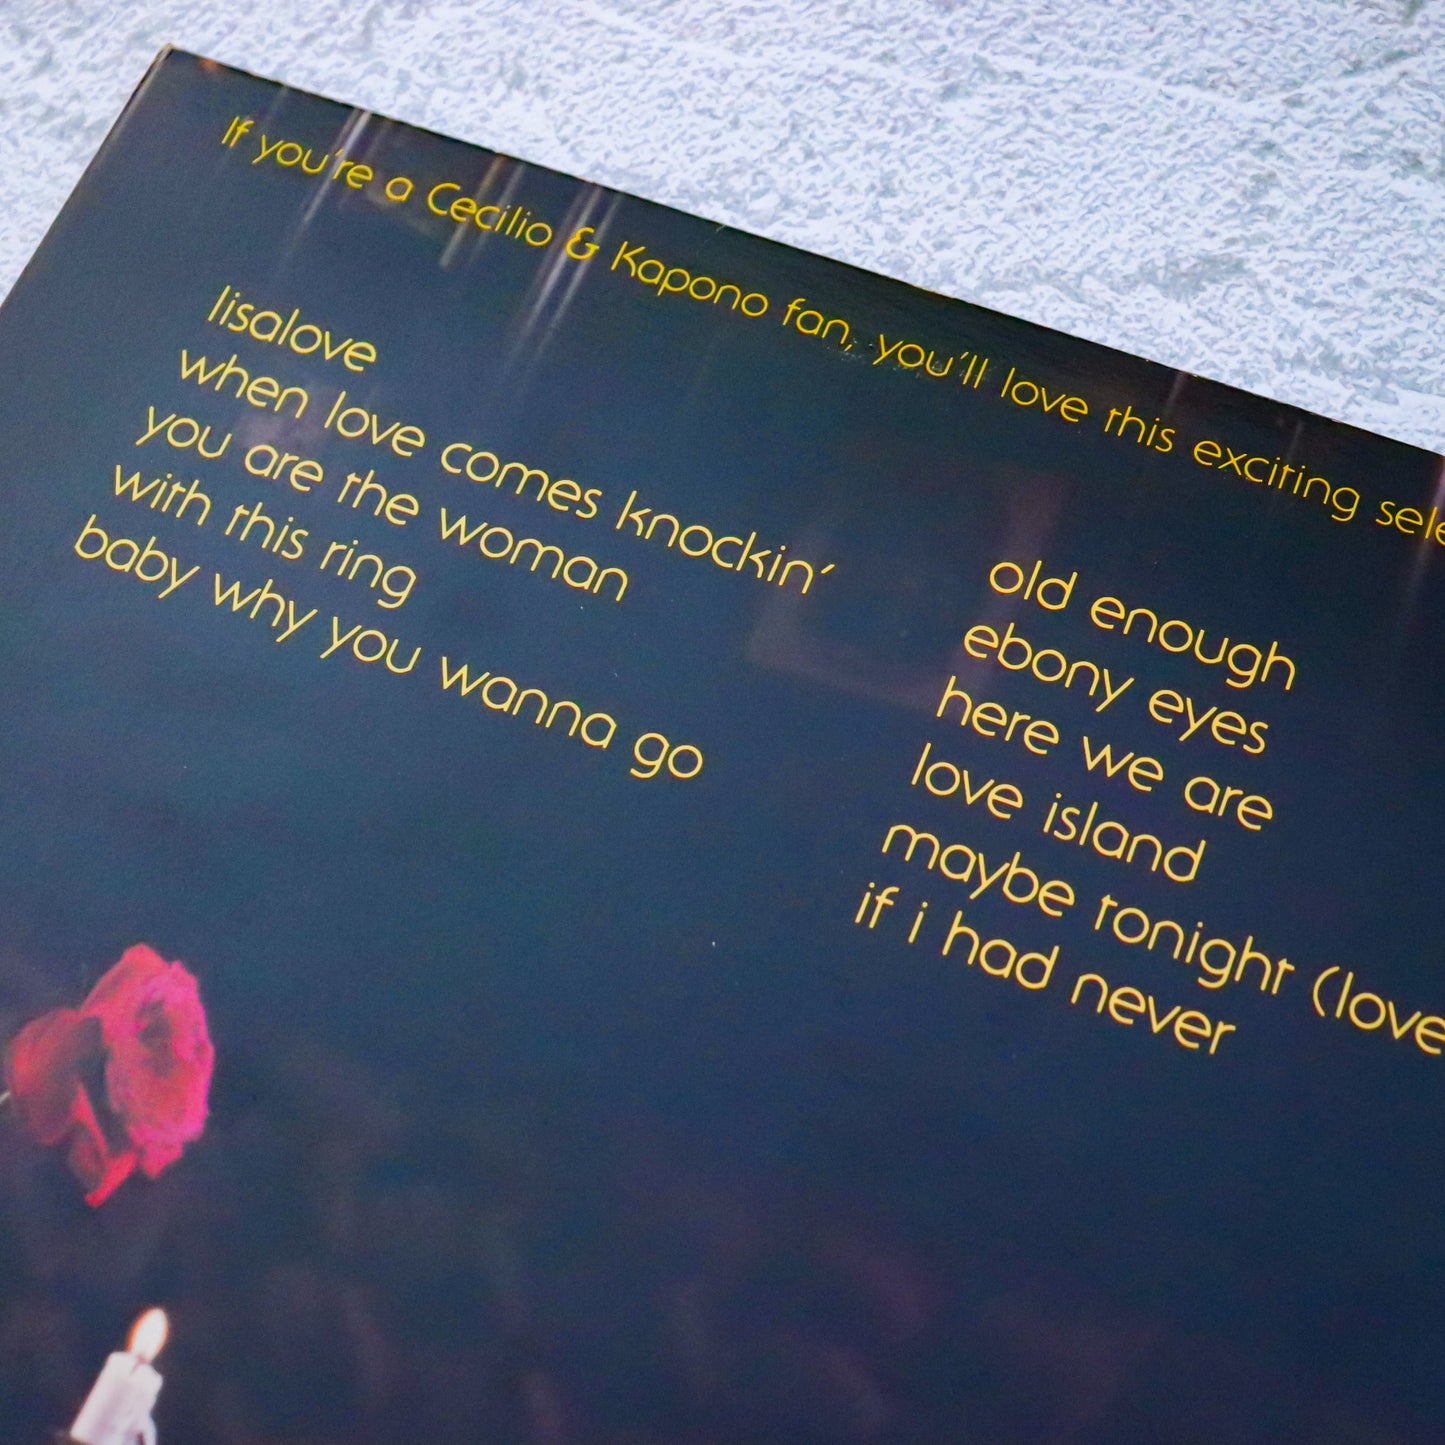 If you're a Cecilio & Kapono fan, you'll love this exciting
lisalove
when love comes knockin'
you are the woman
with this ring
baby why you wanna go
old enough
ebony eyes
here we are
love island
maybe tonight (love
if i had never